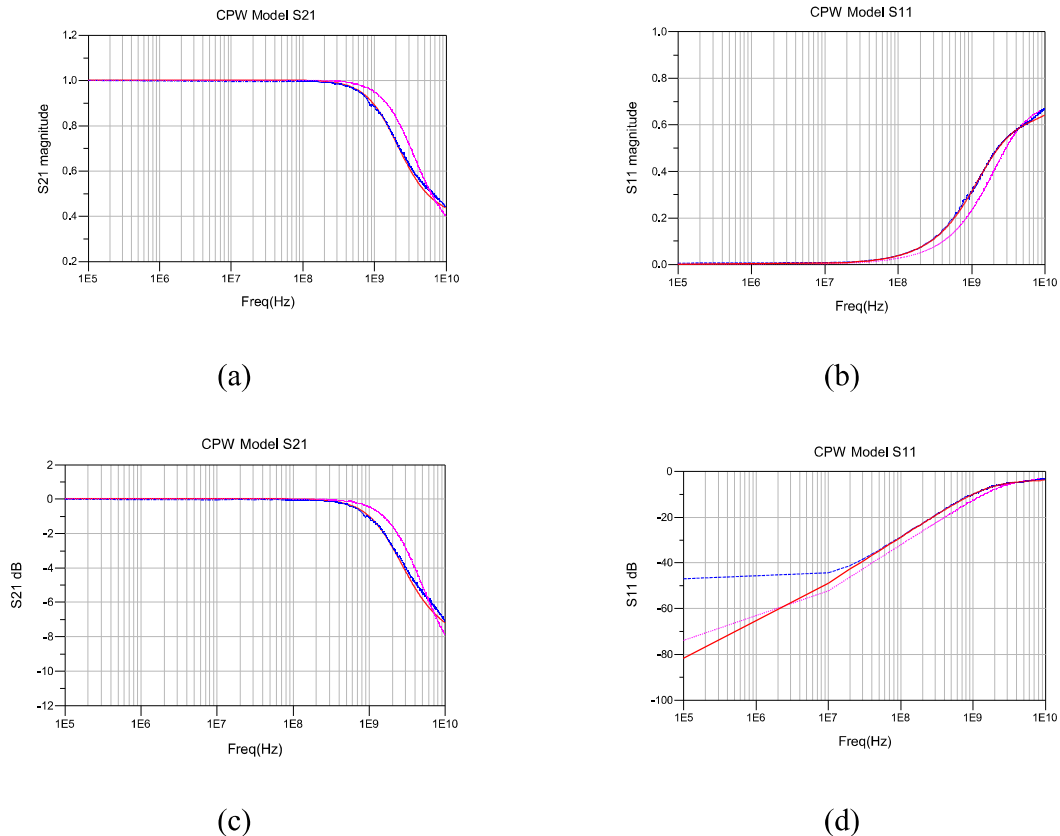 CPW Model S21
1.2
1.0
0.8
0.6
0.4
0.2
S21 magnitude
1E5 1E6 1E7 1E8 1E9 1E10
Freq(Hz)
(a)
CPW Model S11
1.0
0.8
0.6
0.4
0.2
0.0
S11 magnitude
1E5 1E6 1E7 1E8 1E9 1E10
Freq(Hz)
(b)
CPW Model S21
2
0
-2
-4
-6
-8
-10
-12
S21 dB
1E5 1E6 1E7 1E8 1E9 1E10
Freq(Hz)
(c)
CPW Model S11
0
-20
-40
-60
-80
-100
S11 dB
1E5 1E6 1E7 1E8 1E9 1E10
Freq(Hz)
(d)